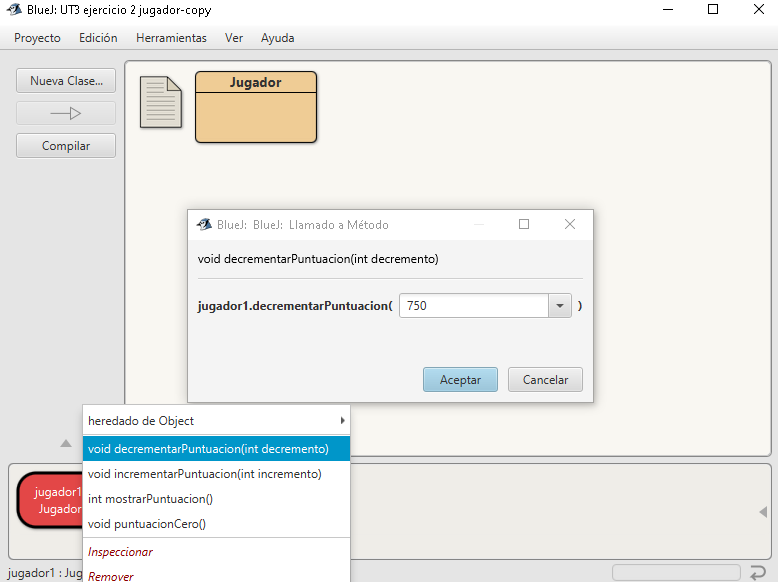 BlueJ: UT3 ejercicio 2 jugador-copy
Proyecto Edición Herramientas Ver Ayuda
Nueva Clase...
Compilar
Jugador
BlueJ: BlueJ: Llamado a Método
void decrementarPuntuacion(int decremento)
jugador1.decrementarPuntuacion( 750 )
Aceptar Cancelar
heredado de Object
void decrementarPuntuacion(int decremento)
void incrementarPuntuacion(int incremento)
int mostrarPuntuacion()
void puntuacionCero()
Inspeccionar
Remover
jugador1
Jugador
jugador1 : Jug